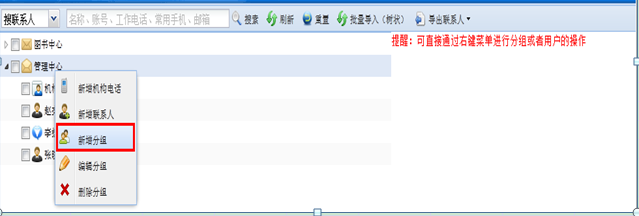 搜联系人 名称、账号、工作电话、常用手机、邮箱 搜索 刷新 重置 批量导入（树状） 导出联系人
图书中心
提醒：可直接通过右键菜单进行分组或者用户的操作
管理中心
新增机构电话
新增联系人
新增分组
编辑分组
删除分组